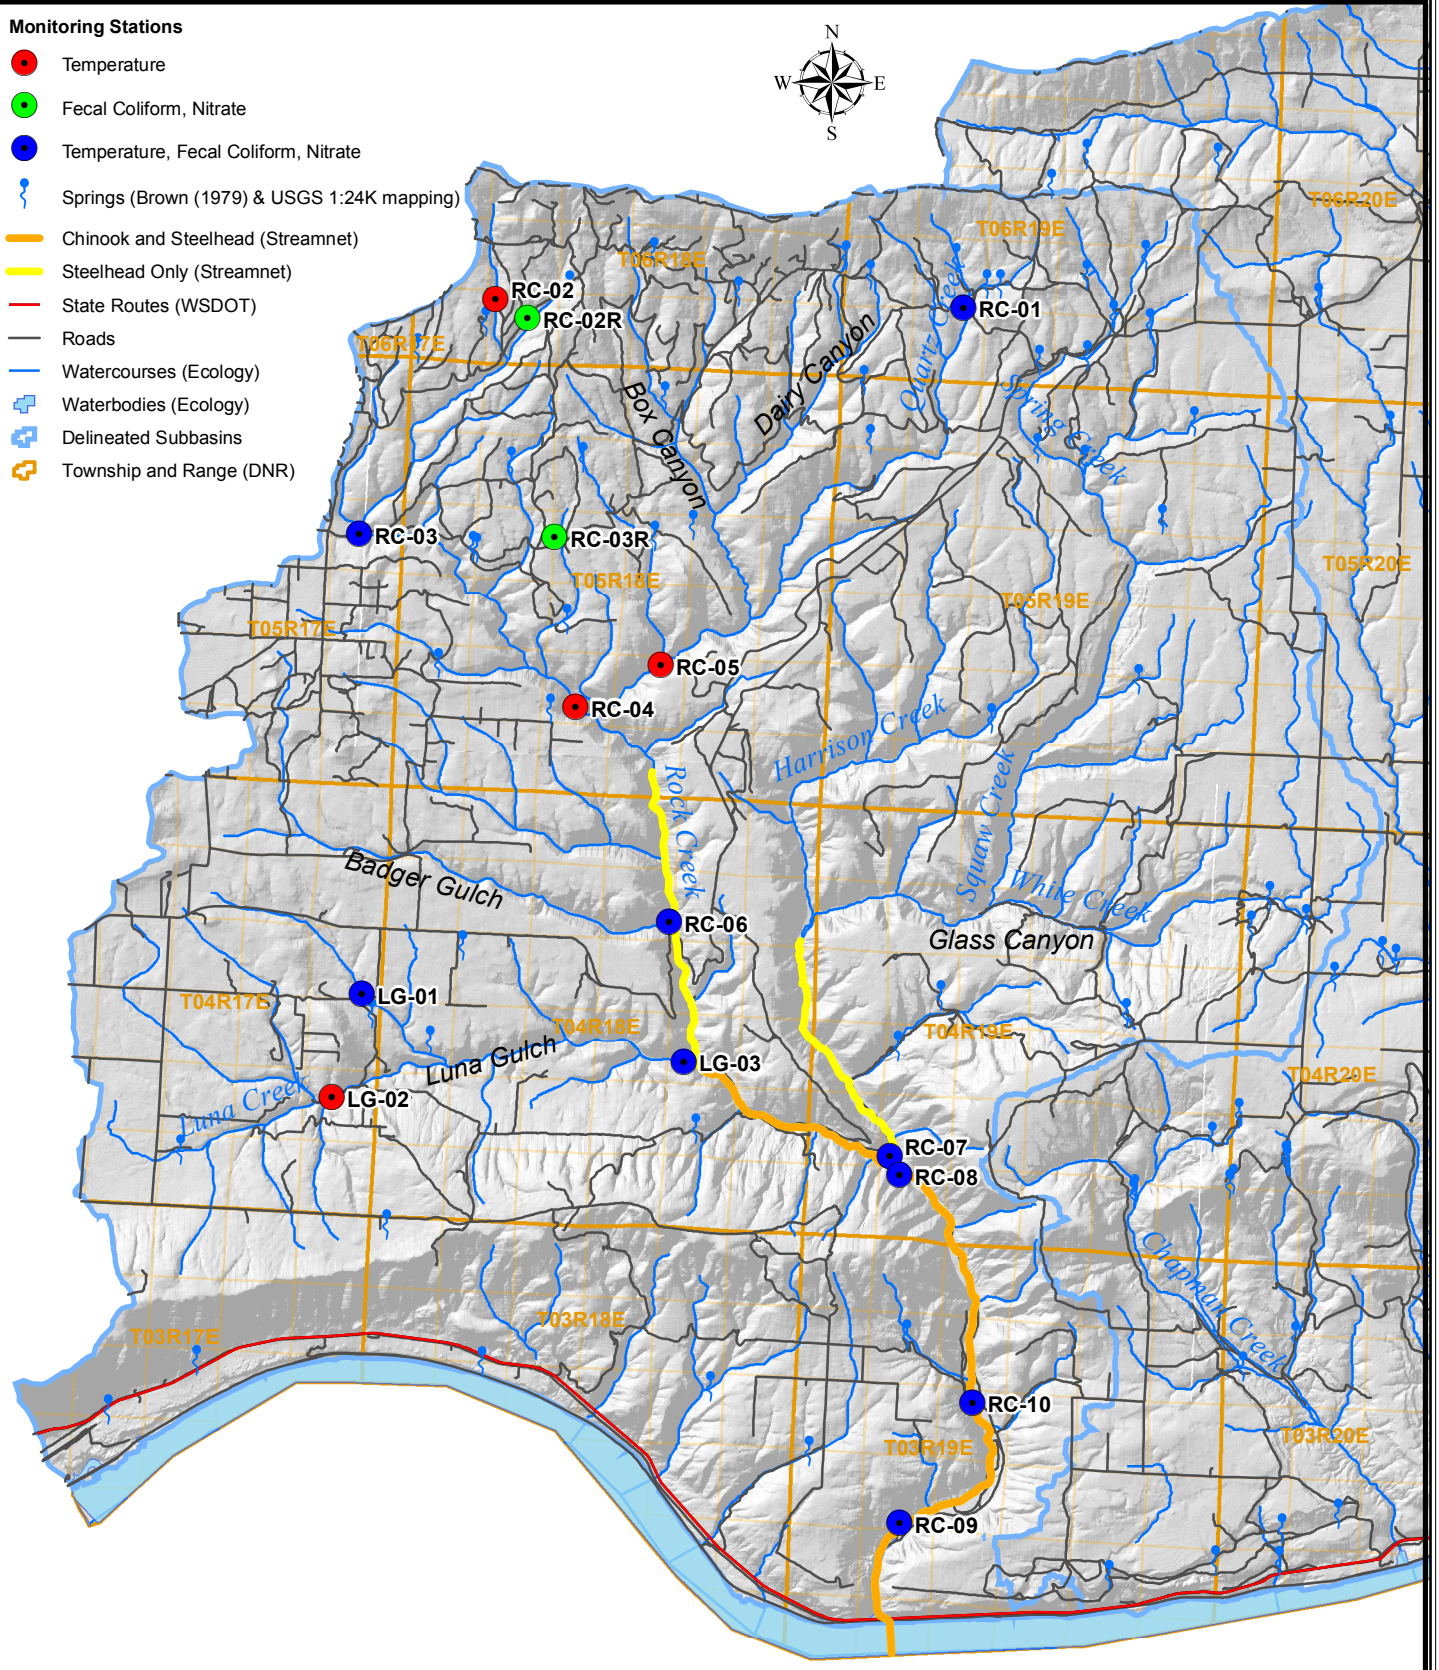 Monitoring Stations
Temperature
Fecal Coliform, Nitrate
Temperature, Fecal Coliform, Nitrate
Springs (Brown (1979) & USGS 1:24K mapping)
Chinook and Steelhead (Streamnet)
Steelhead Only (Streamnet)
State Routes (WSDOT)
Roads
Watercourses (Ecology)
Waterbodies (Ecology)
Delineated Subbasins
Township and Range (DNR)
N
W E
S
T06R20E
T06R19E
T06R18E
RC-02
RC-02R
RC-01
T06R17E
Quartz Creek
Dairy Canyon
Box Canyon
Spring Creek
RC-03
RC-03R
T05R18E
T05R20E
T05R19E
T05R17E
RC-05
RC-04
Harrison Creek
Rock Creek
Squaw Creek
Badger Gulch
White Creek
RC-06
Glass Canyon
LG-01
T04R17E
T04R18E
T04R19E
Luna Gulch
LG-03
T04R20E
Luna Creek
LG-02
RC-07
RC-08
Chapman Creek
T03R18E
T03R17E
RC-10
T03R19E
T03R20E
RC-09